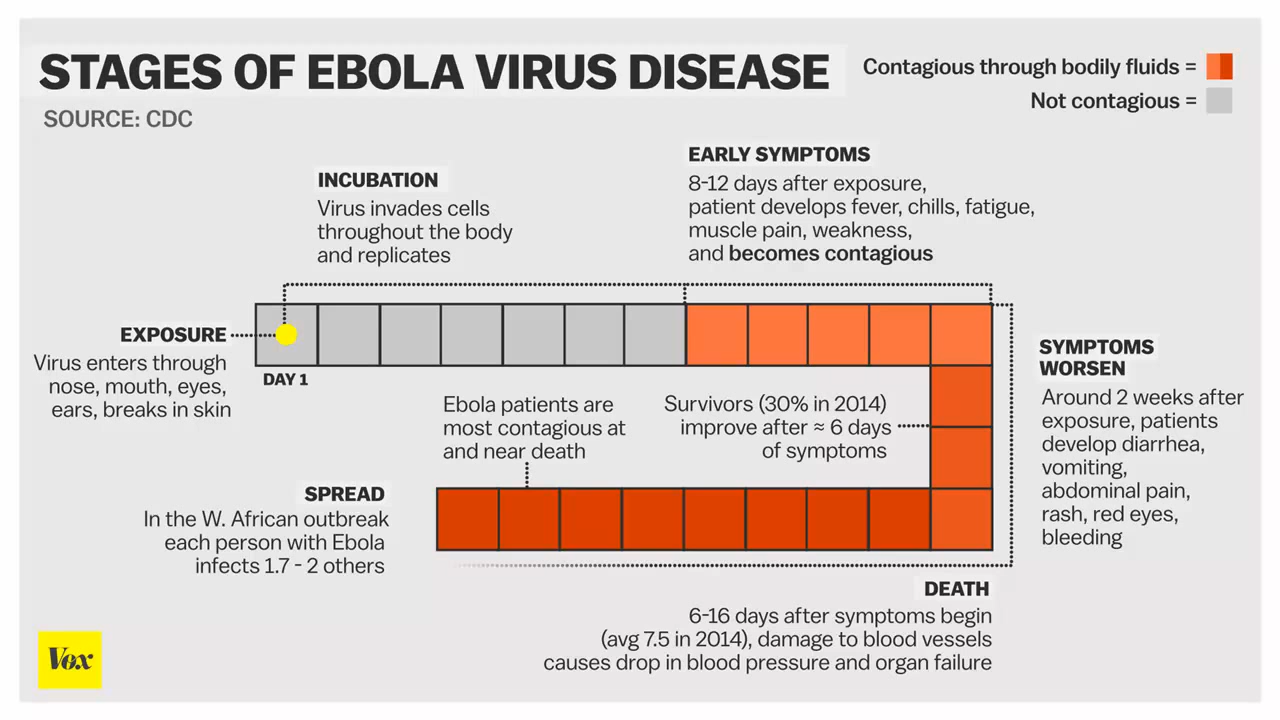 STAGES OF EBOLA VIRUS DISEASE
SOURCE: CDC
Contagious through bodily fluids =
Not contagious =
INCUBATION
Virus invades cells
throughout the body
and replicates
EARLY SYMPTOMS
8-12 days after exposure,
patient develops fever, chills, fatigue,
muscle pain, weakness,
and becomes contagious
EXPOSURE
Virus enters through
nose, mouth, eyes,
ears, breaks in skin
DAY 1
SYMPTOMS
WORSEN
Around 2 weeks after
exposure, patients
develop diarrhea,
vomiting,
abdominal pain,
rash, red eyes,
bleeding
Survivors (30% in 2014)
improve after ≈ 6 days
of symptoms
Ebola patients are
most contagious at
and near death
SPREAD
In the W. African outbreak
each person with Ebola
infects 1.7 - 2 others
DEATH
6-16 days after symptoms begin
(avg 7.5 in 2014), damage to blood vessels
causes drop in blood pressure and organ failure
Vox